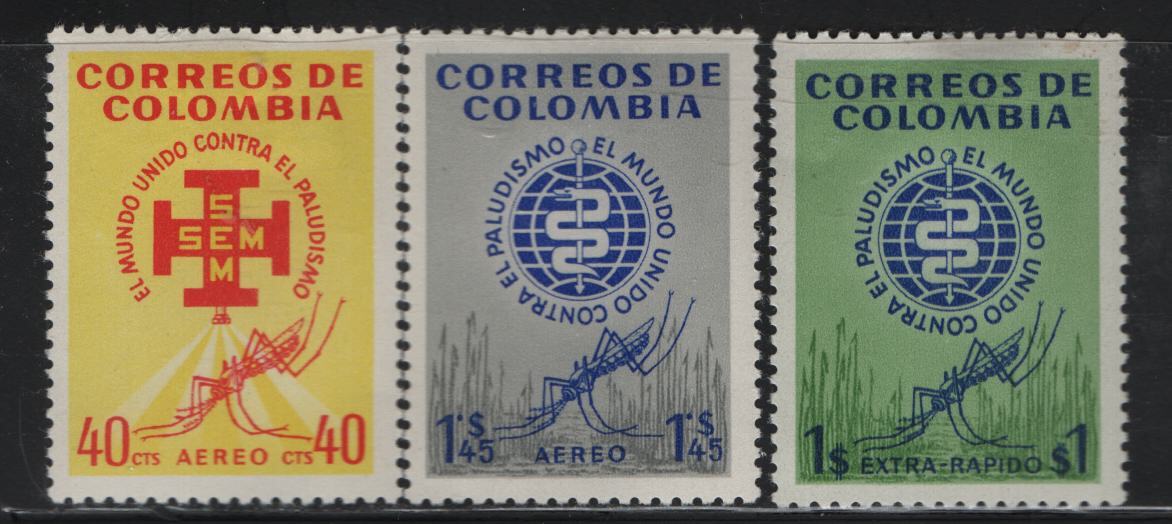 CORREOS DE
COLOMBIA
EL MUNDO UNIDO CONTRA EL PALUDISMO
S
SEM
M
40 CTS AEREO CTS 40
CORREOS DE
COLOMBIA
EL MUNDO UNIDO CONTRA EL PALUDISMO
1.$45 AEREO 1.$45
CORREOS DE
COLOMBIA
EL MUNDO UNIDO CONTRA EL PALUDISMO
1$ EXTRA-RAPIDO $1